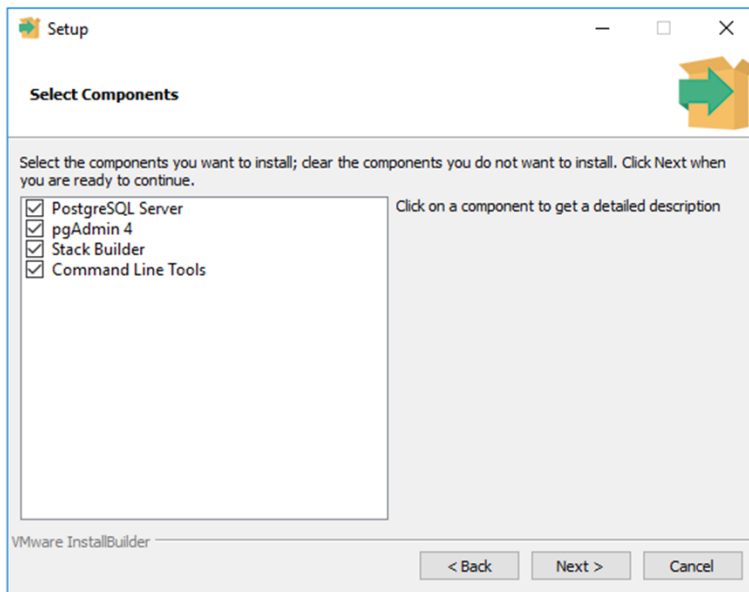 Setup
Select Components
Select the components you want to install; clear the components you do not want to install. Click Next when
you are ready to continue.
PostgreSQL Server
pgAdmin 4
Stack Builder
Command Line Tools
Click on a component to get a detailed description
VMware InstallBuilder
< Back
Next >
Cancel